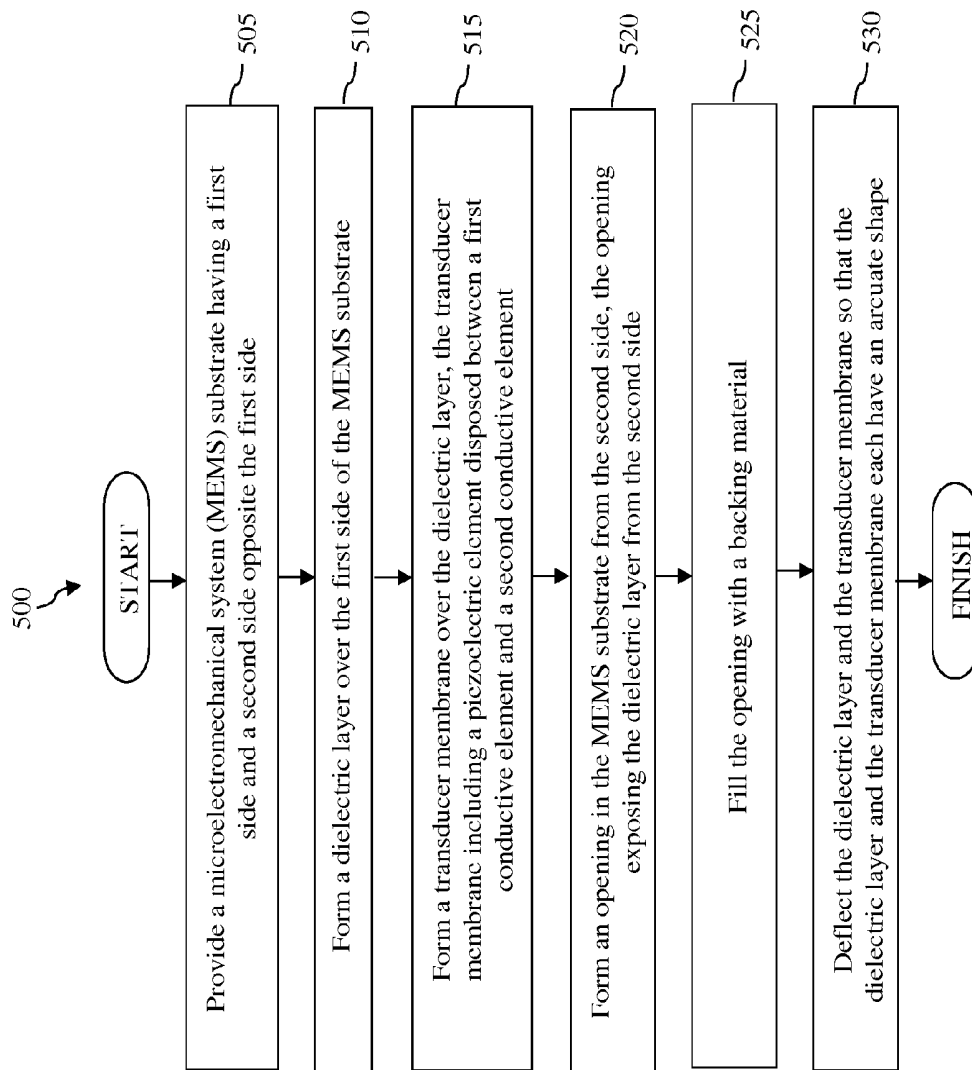 500
START
Provide a microelectromechanical system (MEMS) substrate having a first
side and a second side opposite the first side
505
Form a dielectric layer over the first side of the MEMS substrate
510
Form a transducer membrane over the dielectric layer, the transducer
membrane including a piezoelectric element disposed between a first
conductive element and a second conductive element
515
Form an opening in the MEMS substrate from the second side, the opening
exposing the dielectric layer from the second side
520
Fill the opening with a backing material
525
Deflect the dielectric layer and the transducer membrane so that the
dielectric layer and the transducer membrane each have an arcuate shape
530
FINISH